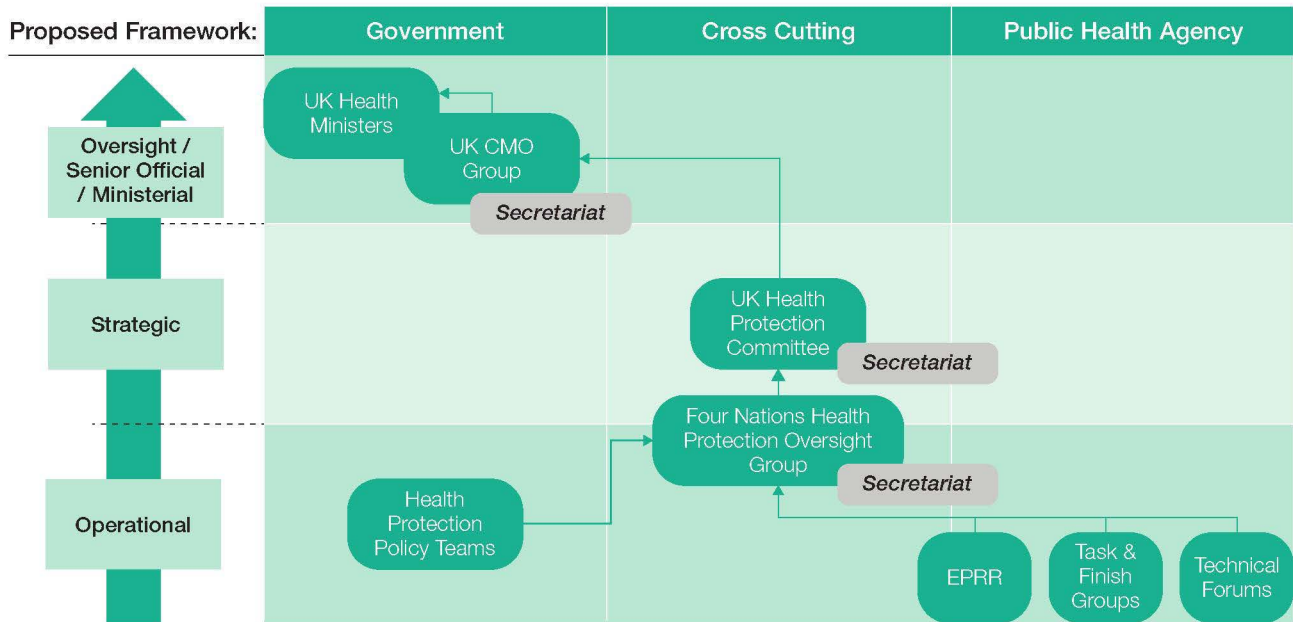 Proposed Framework:
Government
Cross Cutting
Public Health Agency
Oversight /
Senior Official
/ Ministerial
UK Health
Ministers
UK CMO
Group
Secretariat
Strategic
UK Health
Protection
Committee
Secretariat
Four Nations Health
Protection Oversight
Group
Secretariat
Operational
Health
Protection
Policy Teams
EPRR
Task &
Finish
Groups
Technical
Forums